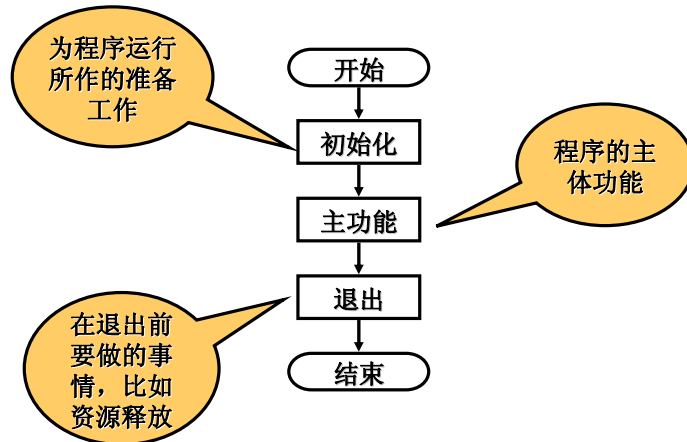 为程序运行
所作的准备
工作
开始
初始化
程序的主
体功能
主功能
退出
在退出前
要做的事
情，比如
资源释放
结束